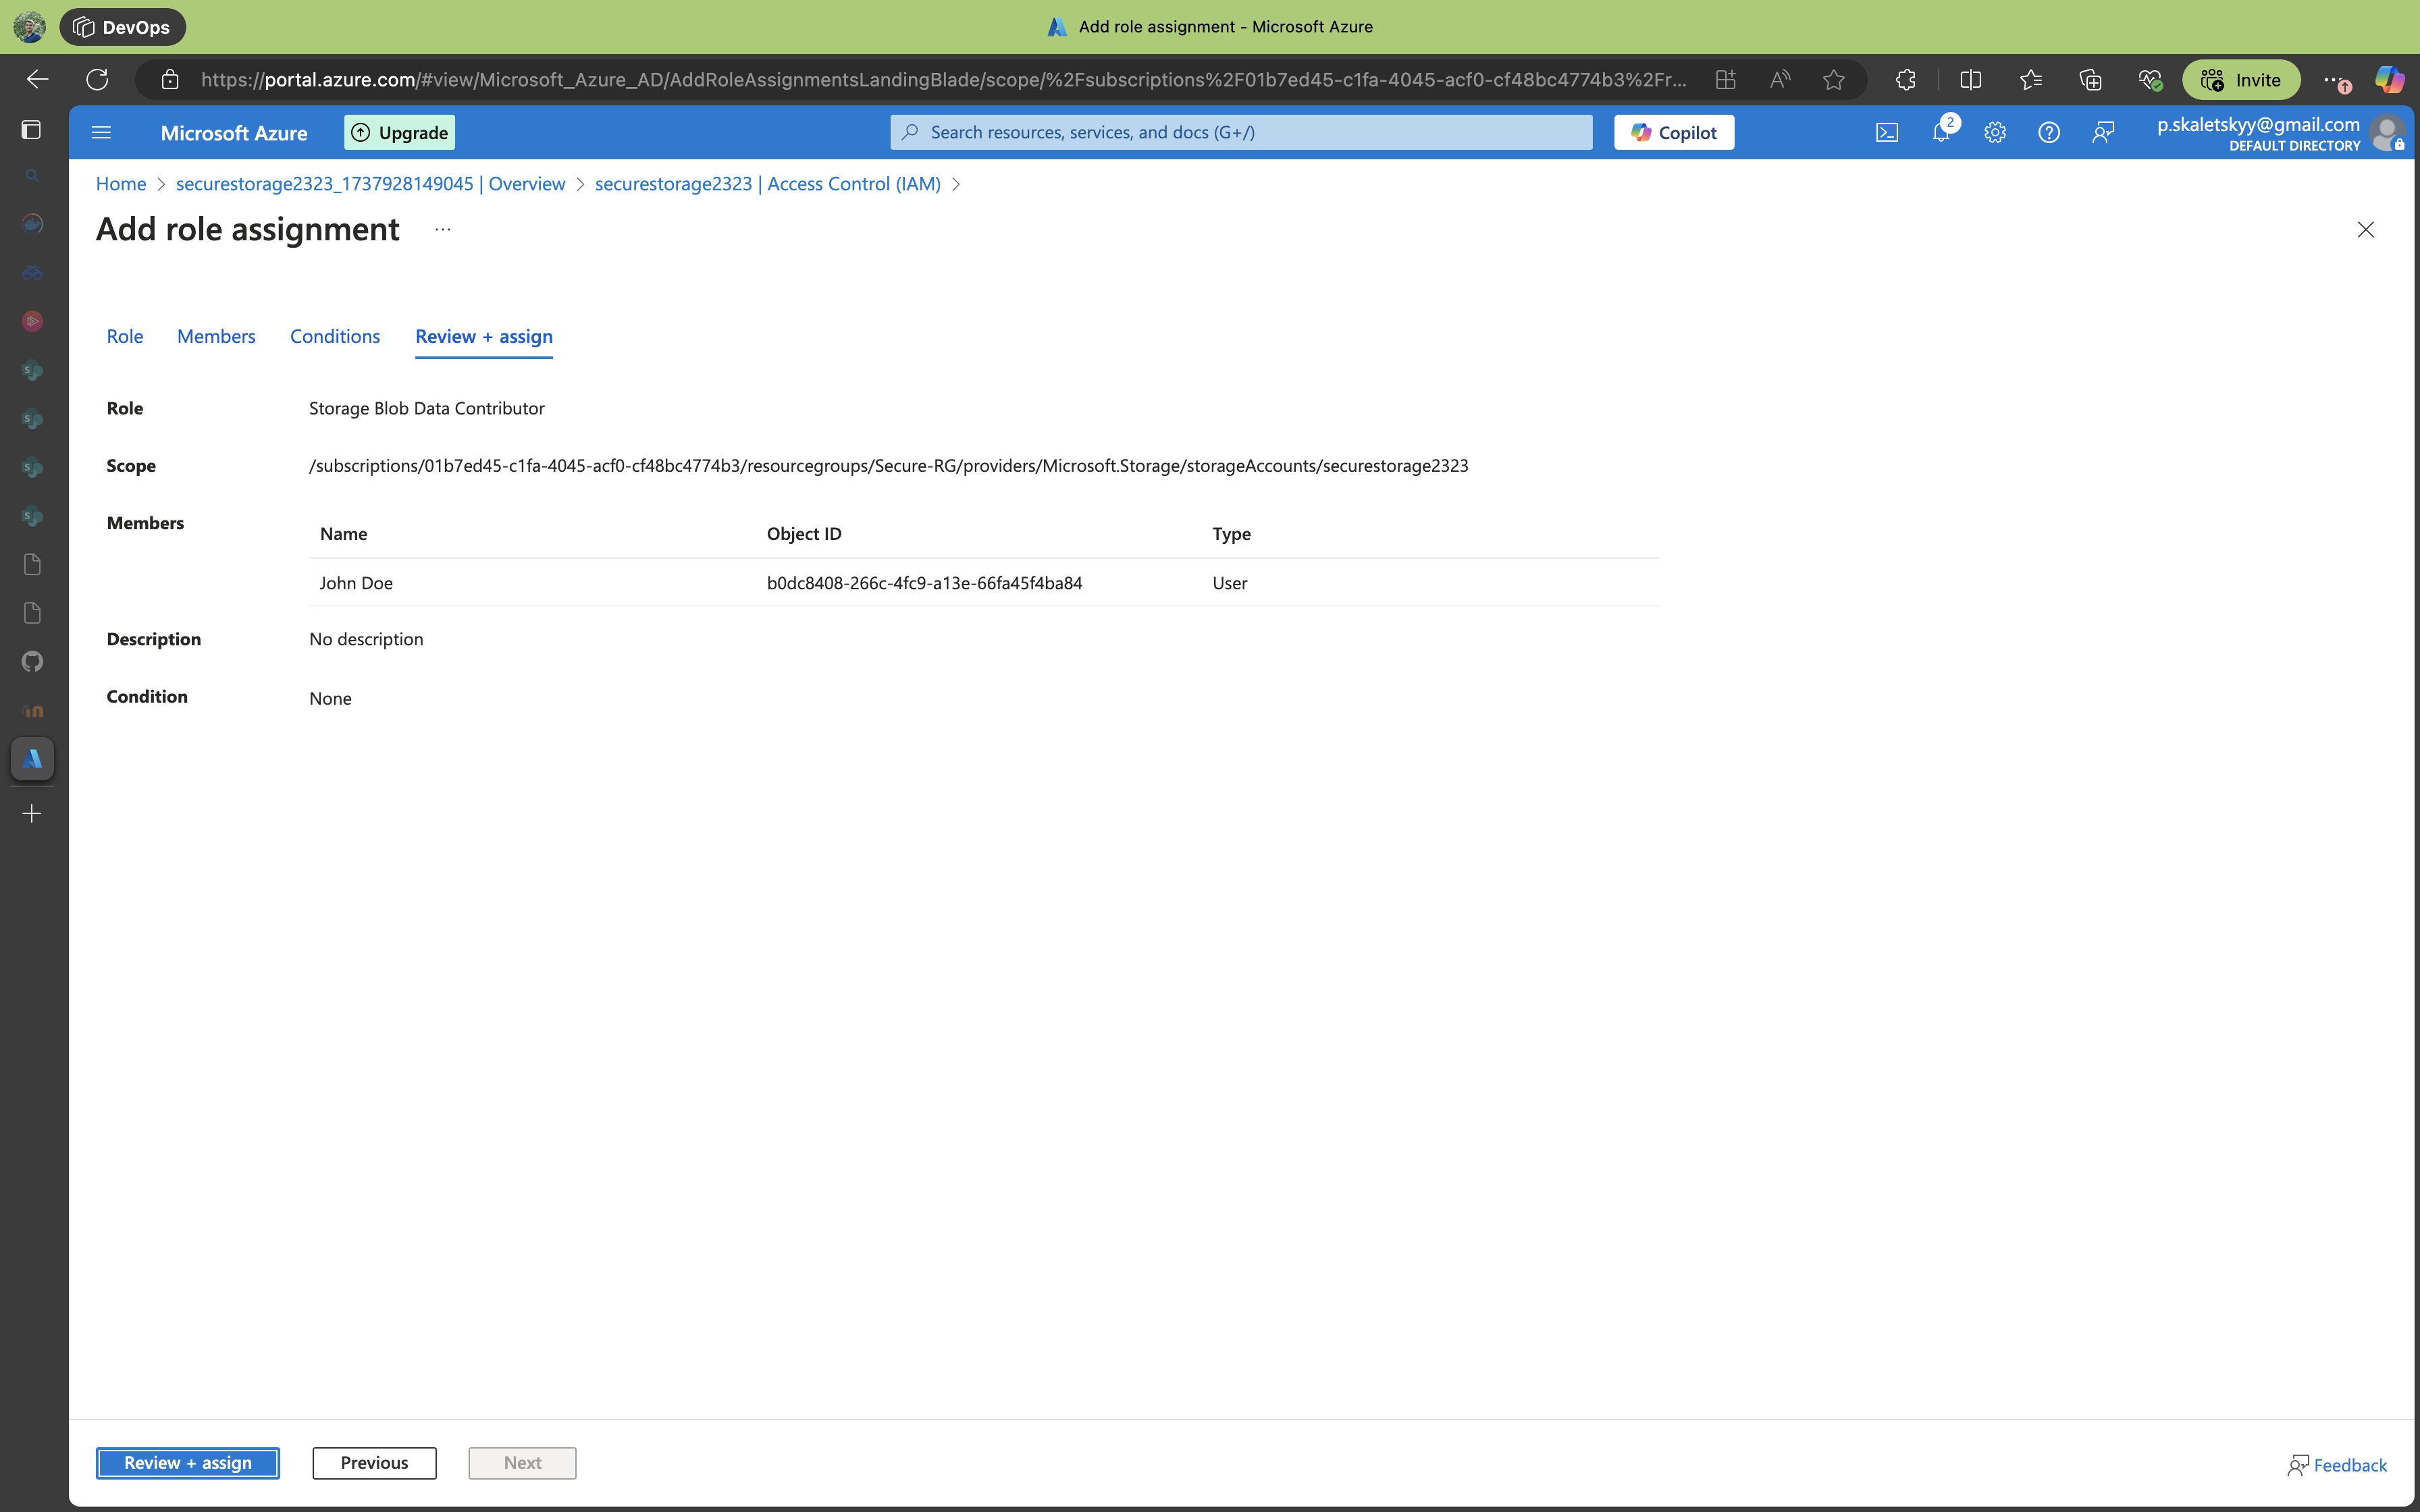 DevOps
Add role assignment - Microsoft Azure
https://portal.azure.com/#view/Microsoft_Azure_AD/AddRoleAssignmentsLandingBlade/scope/%2Fsubscriptions%2F01b7ed45-c1fa-4045-acf0-cf48bc4774b3%2Fr...
Invite
Microsoft Azure
Upgrade
Search resources, services, and docs (G+/)
Copilot
2
p.skaletskyy@gmail.com
DEFAULT DIRECTORY
Home > securestorage2323_1737928149045 | Overview > securestorage2323 | Access Control (IAM) >
Add role assignment ...
Role Members Conditions Review + assign
Role Storage Blob Data Contributor
Scope /subscriptions/01b7ed45-c1fa-4045-acf0-cf48bc4774b3/resourcegroups/Secure-RG/providers/Microsoft.Storage/storageAccounts/securestorage2323
Members Name Object ID Type
John Doe b0dc8408-266c-4fc9-a13e-66fa45f4ba84 User
Description No description
Condition None
Review + assign Previous Next
Feedback